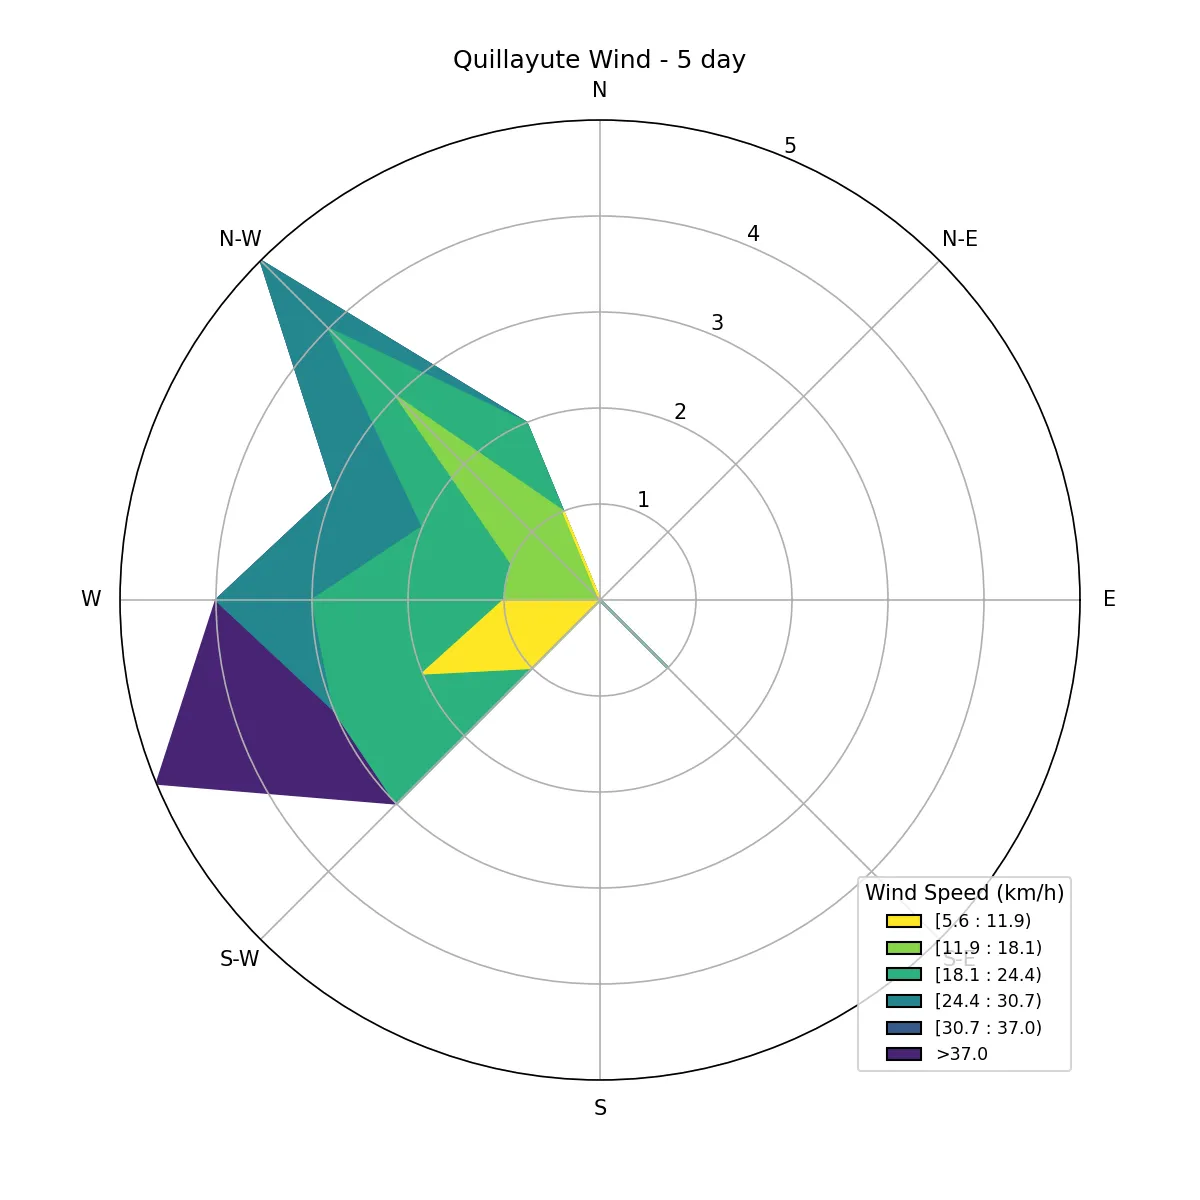 Quillayute Wind - 5 day
N
5
N-W
N-E
4
3
2
1
W
E
S-W
S-E
Wind Speed (km/h)
[5.6 : 11.9)
[11.9 : 18.1)
[18.1 : 24.4)
[24.4 : 30.7)
[30.7 : 37.0)
>37.0
S